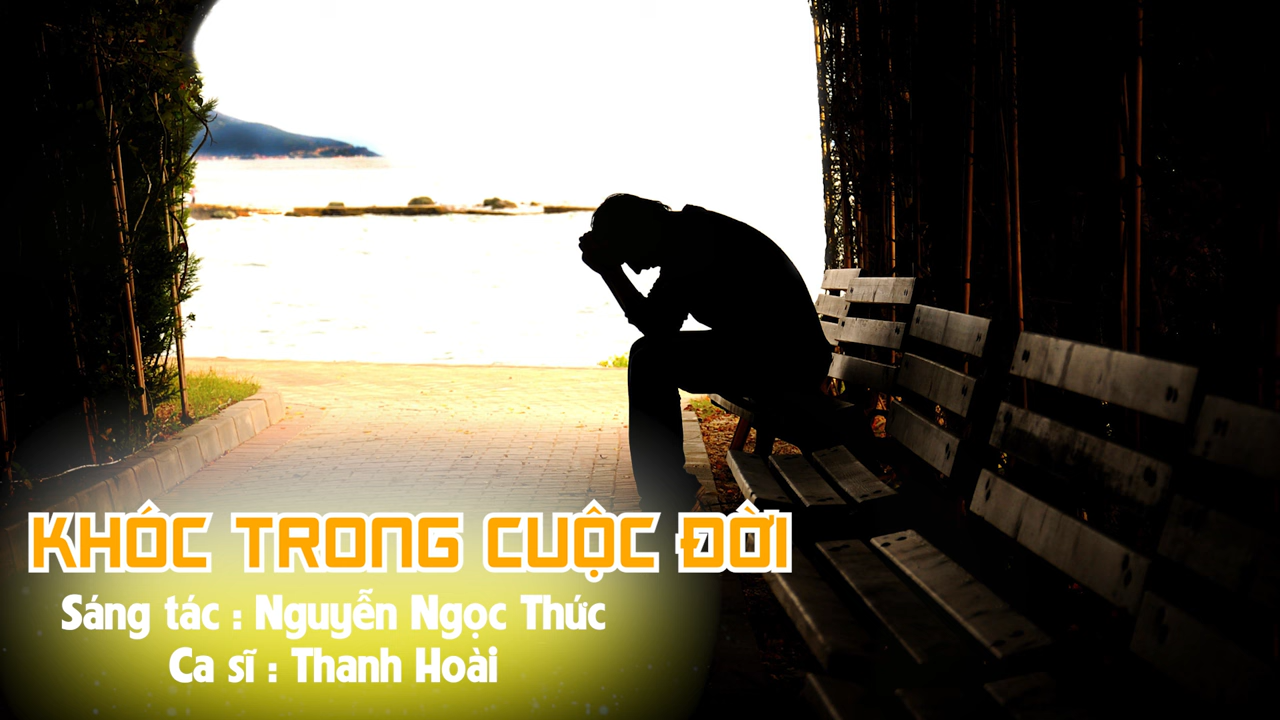 KHÓC TRONG CUỘC ĐỜI
Sáng tác : Nguyễn Ngọc Thức
Ca sĩ : Thanh Hoài